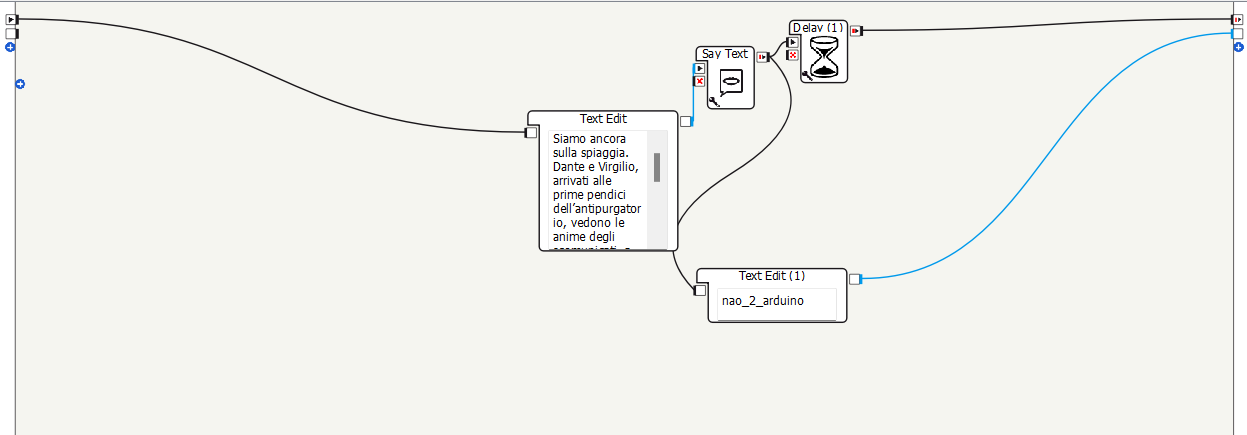 Delay (1)
Say Text
Text Edit
Siamo ancora
sulla spiaggia.
Dante e Virgilio,
arrivati alle
prime pendici
dell'antipurgator
io, vedono le
anime degli
Text Edit (1)
nao_2_arduino